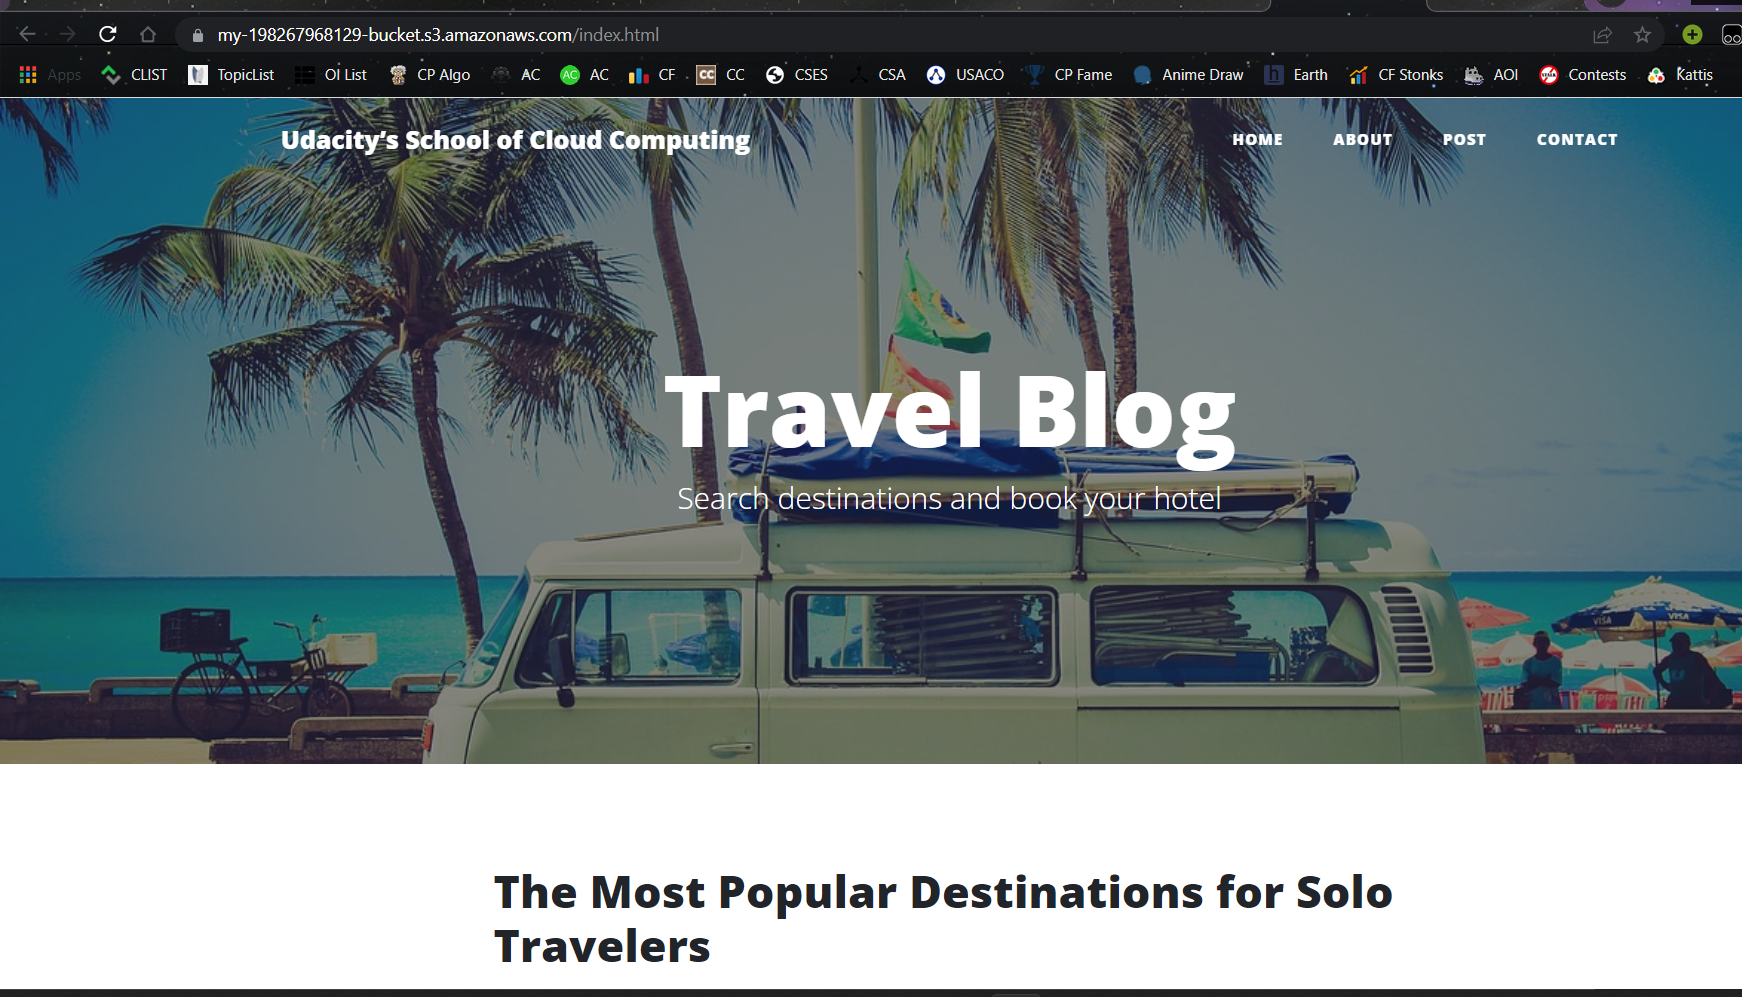 my-198267968129-bucket.s3.amazonaws.com/index.html
Apps CLIST TopicList OI List CP Algo AC AC CF CC CSES CSA USACO CP Fame Anime Draw Earth CF Stonks AOI Contests Kattis
Udacity's School of Cloud Computing
HOME ABOUT POST CONTACT
Travel Blog
Search destinations and book your hotel
VISA VISA
The Most Popular Destinations for Solo
Travelers